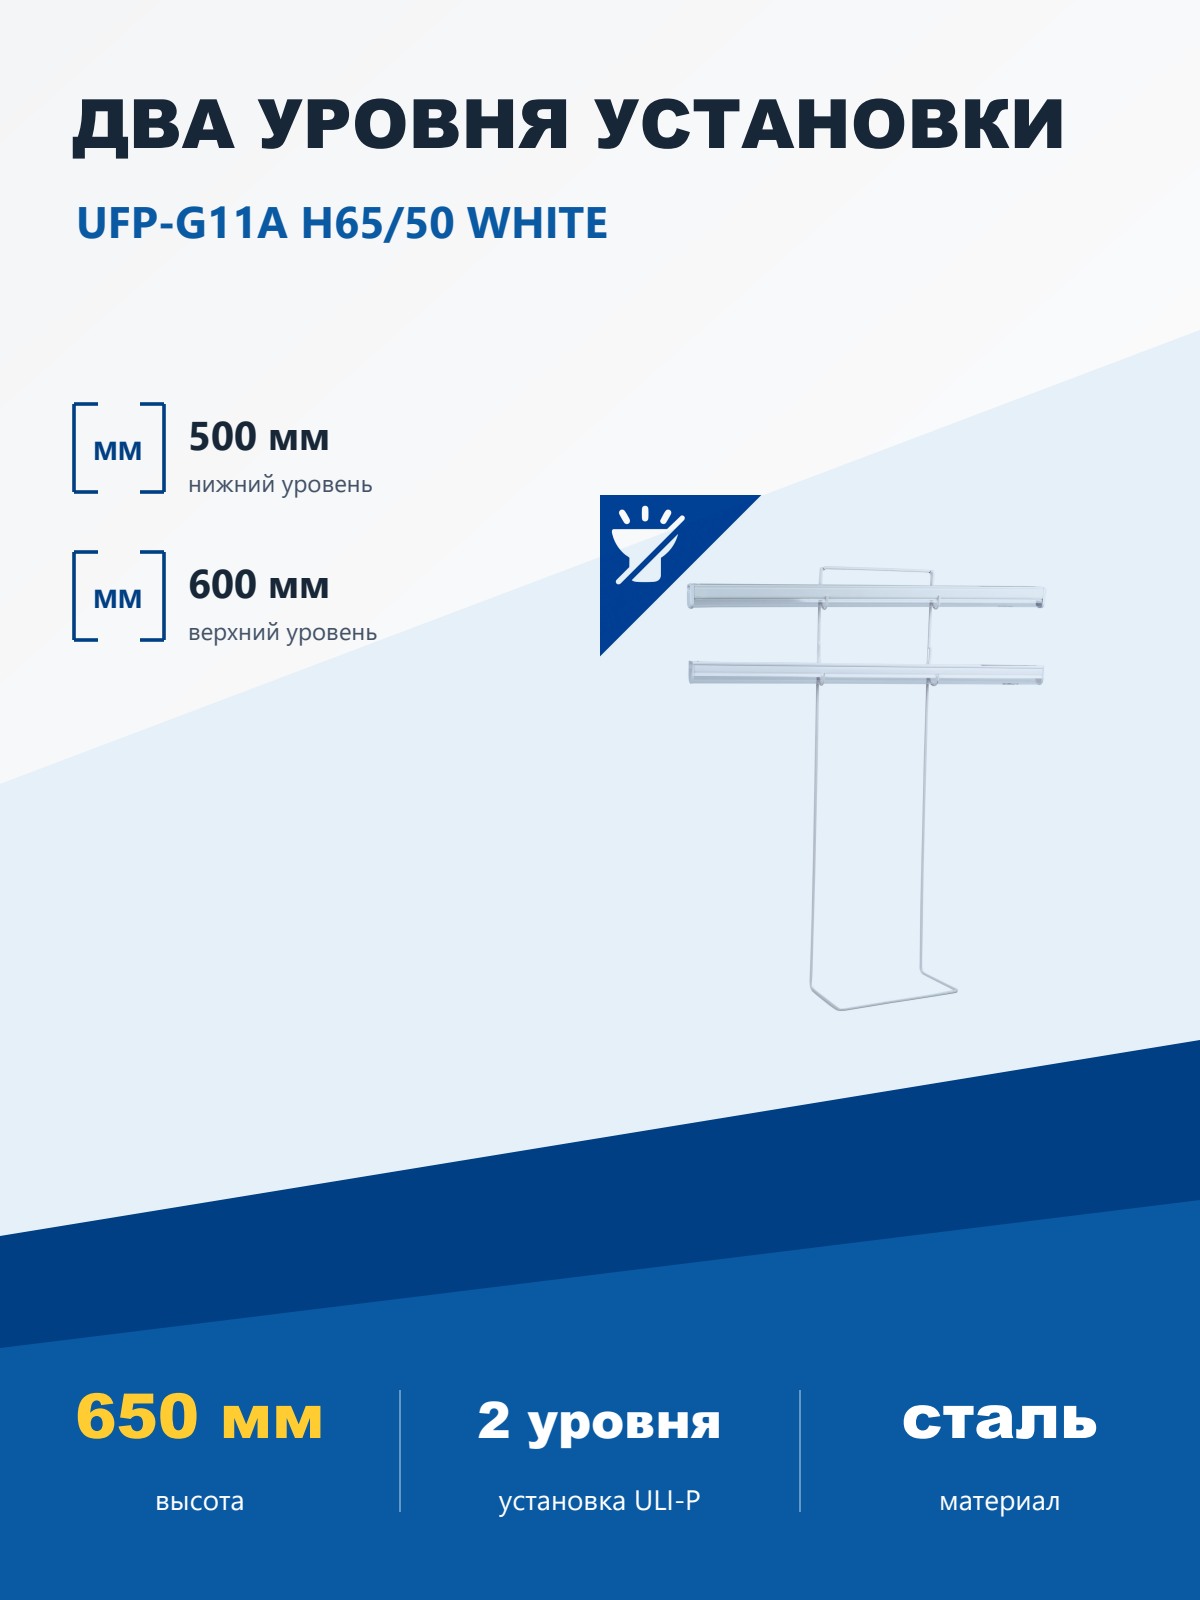 ДВА УРОВНЯ УСТАНОВКИ
UFP-G11A H65/50 WHITE
мм
500 мм
нижний уровень
мм
600 мм
верхний уровень
650 мм
высота
2 уровня
установка ULI-P
сталь
материал